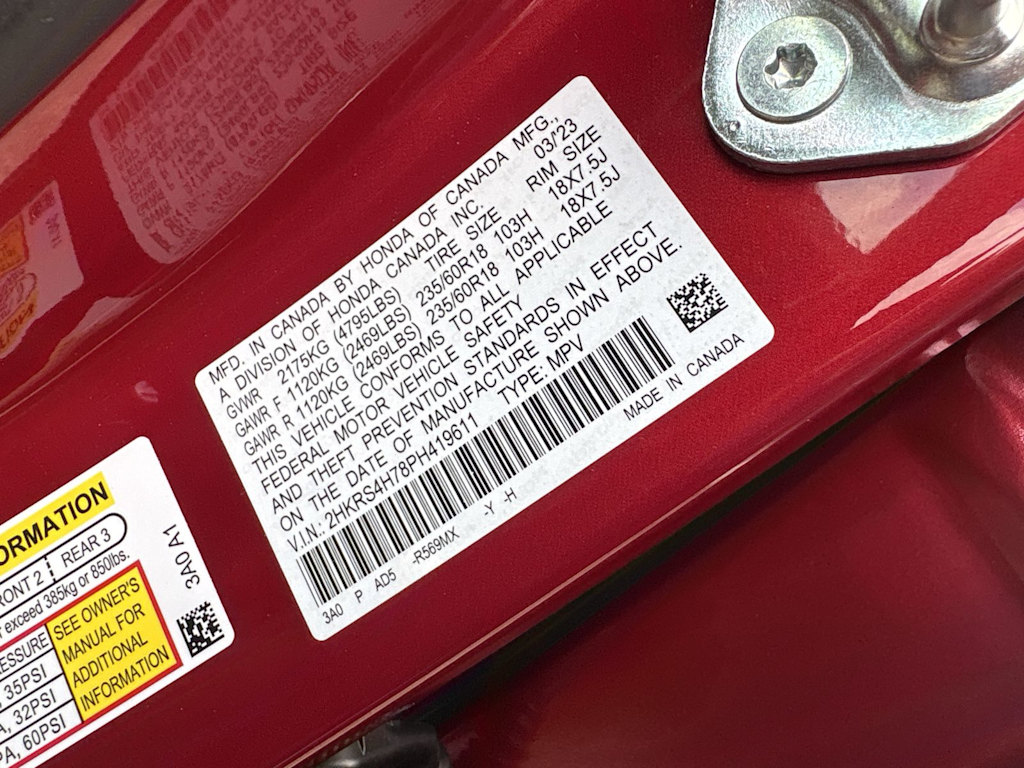 MFD. IN CANADA BY HONDA OF CANADA MFG.,
A DIVISION OF HONDA CANADA INC. 03/'23
GVWR 2175KG (4795LBS) TIRE SIZE RIM SIZE
GAWR F 1120KG (2469LBS) 235/60R18 103H 18X7.5J
GAWR R 1120KG (2469LBS) 235/60R18 103H 18X7.5J
THIS VEHICLE CONFORMS TO ALL APPLICABLE
FEDERAL MOTOR VEHICLE SAFETY
AND THEFT PREVENTION STANDARDS IN EFFECT
ON THE DATE OF MANUFACTURE SHOWN ABOVE.
V.I.N: 2HKRS4H78PH419611 TYPE: MPV
3A0 P AD5 -R569MX -Y -H
MADE IN CANADA
FRONT 2 REAR 3
exceed 385kg or 850lbs.
35PSI
32PSI
60PSI
SEE OWNER'S
MANUAL FOR
ADDITIONAL
INFORMATION
3A0 A1